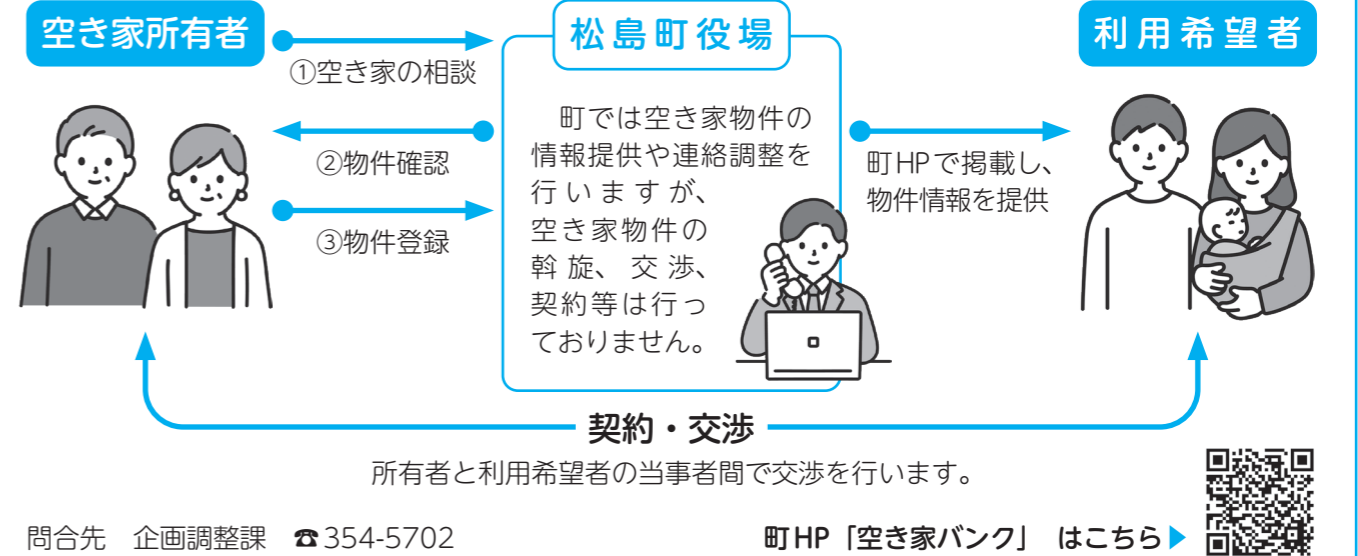 空き家所有者
松島町役場
利用希望者
①空き家の相談
②物件確認
③物件登録
町では空き家物件の
情報提供や連絡調整を
行いますが、
空き家物件の
斡旋、交渉、
契約等は行っ
ておりません。
町HPで掲載し、
物件情報を提供
契約・交渉
所有者と利用希望者の当事者間で交渉を行います。
問合先 企画調整課 ☎354-5702
町HP「空き家バンク」 はこちら▶